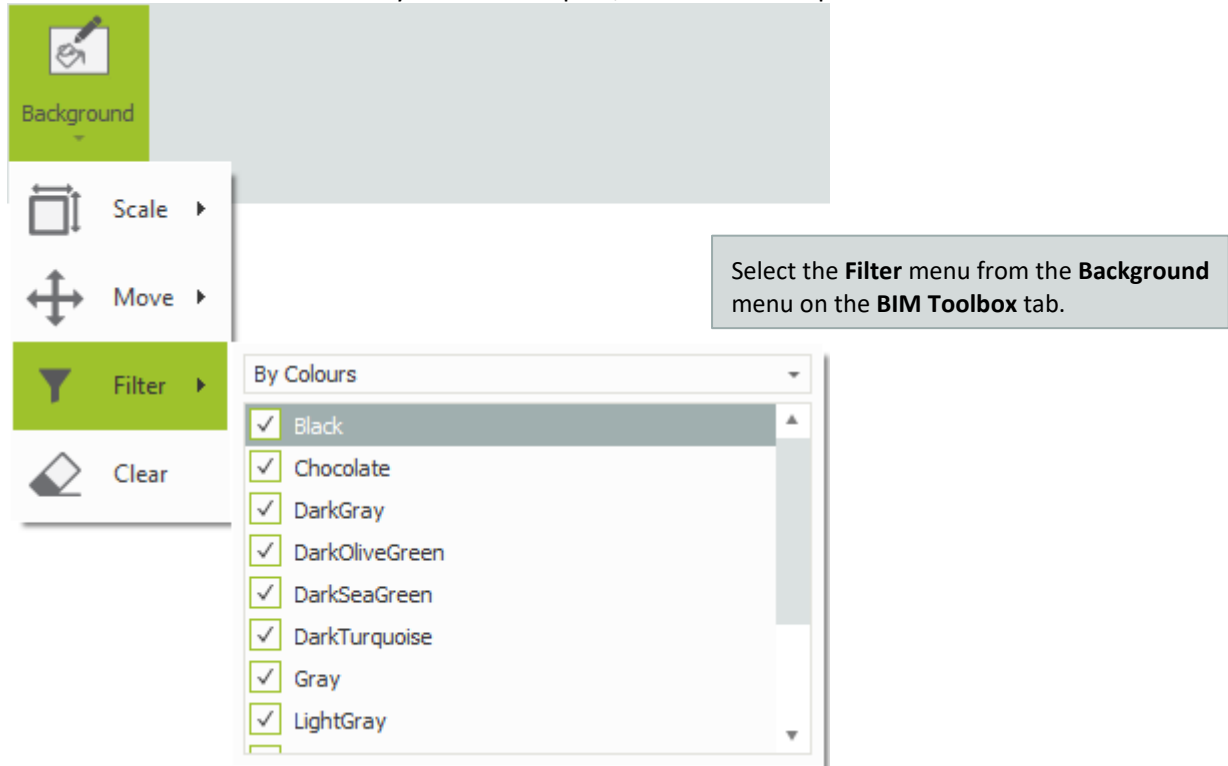 Background
Scale
Move
Select the Filter menu from the Background
menu on the BIM Toolbox tab.
Filter
By Colours
Black
Chocolate
Clear
DarkGray
DarkOliveGreen
DarkSeaGreen
DarkTurquoise
Gray
LightGray